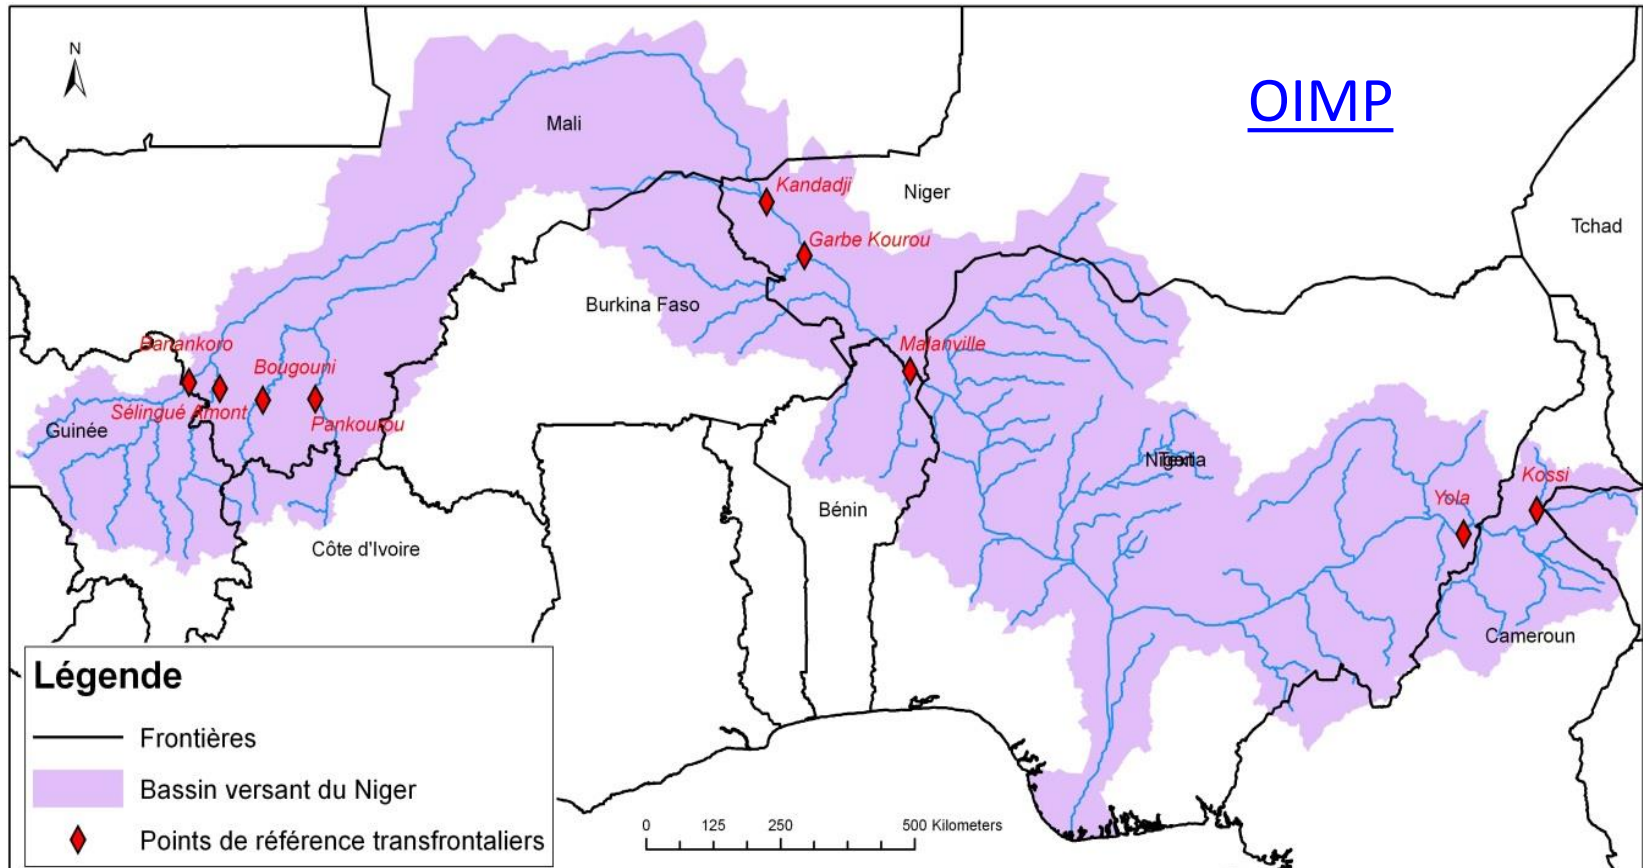 N
OIMP
Mali
Kandadji
Niger
Tchad
Garbe Kourou
Burkina Faso
Banankoro
Malanville
Bougouni
Sélingué Amont
Guinée
Pankourou
Nigeria
Text
Kossi
Yola
Bénin
Côte d'Ivoire
Cameroun
Légende
Frontières
Bassin versant du Niger
Points de référence transfrontaliers
0 125 250 500 Kilometers